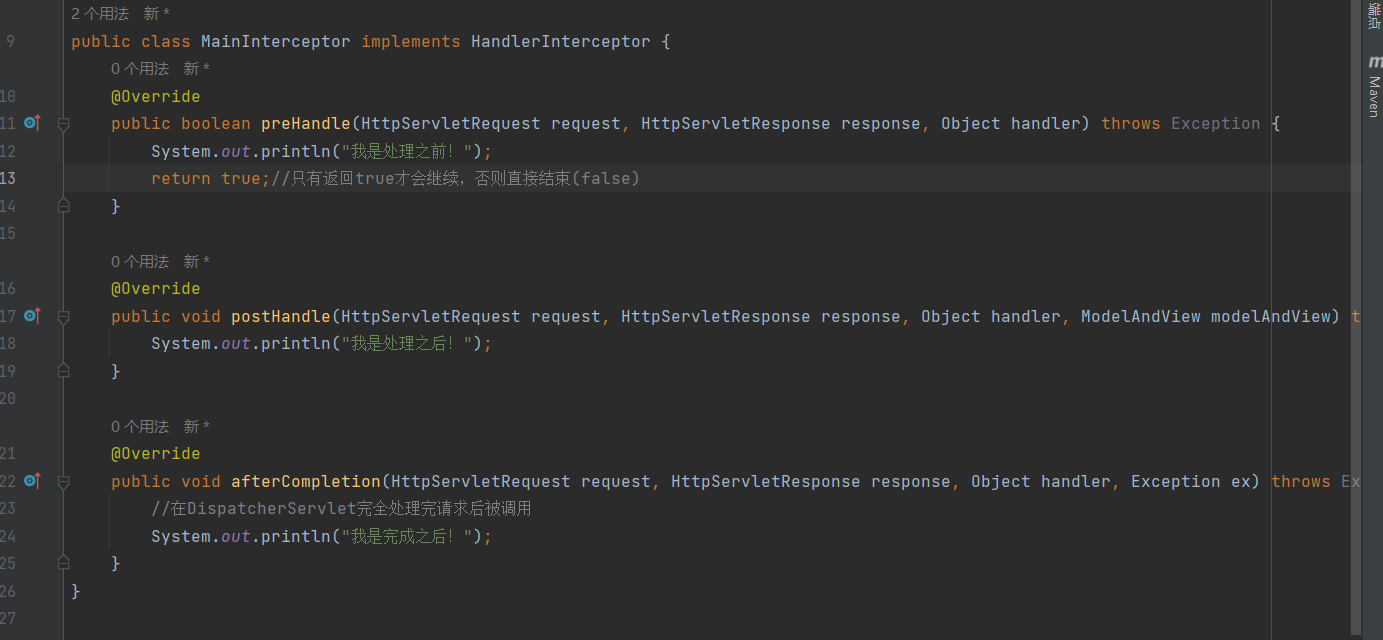 2 个用法 新 *
9 public class MainInterceptor implements HandlerInterceptor {
0 个用法 新 *
10 @Override
11 public boolean preHandle(HttpServletRequest request, HttpServletResponse response, Object handler) throws Exception {
12 System.out.println("我是处理之前！");
13 return true;//只有返回true才会继续，否则直接结束(false)
14 }
15
0 个用法 新 *
16 @Override
17 public void postHandle(HttpServletRequest request, HttpServletResponse response, Object handler, ModelAndView modelAndView) t
18 System.out.println("我是处理之后！");
19 }
20
0 个用法 新 *
21 @Override
22 public void afterCompletion(HttpServletRequest request, HttpServletResponse response, Object handler, Exception ex) throws Ex
23 //在DispatcherServlet完全处理完请求后被调用
24 System.out.println("我是完成之后！");
25 }
26 }
27
端点
m Maven